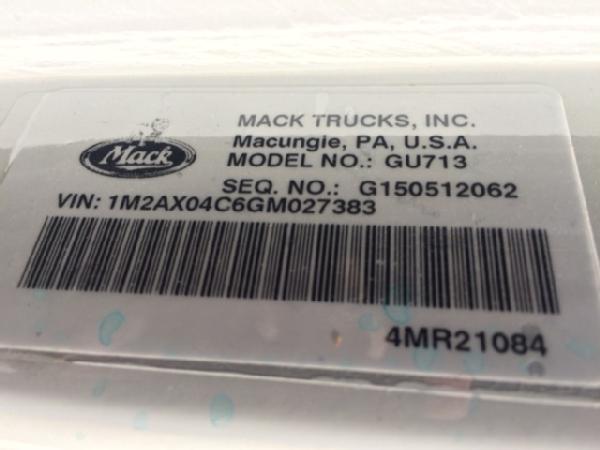 MACK TRUCKS, INC.
Macungie, PA, U.S.A.
Mack
MODEL NO.: GU713
SEQ. NO.: G150512062
VIN: 1M2AX04C6GM027383
4MR21084